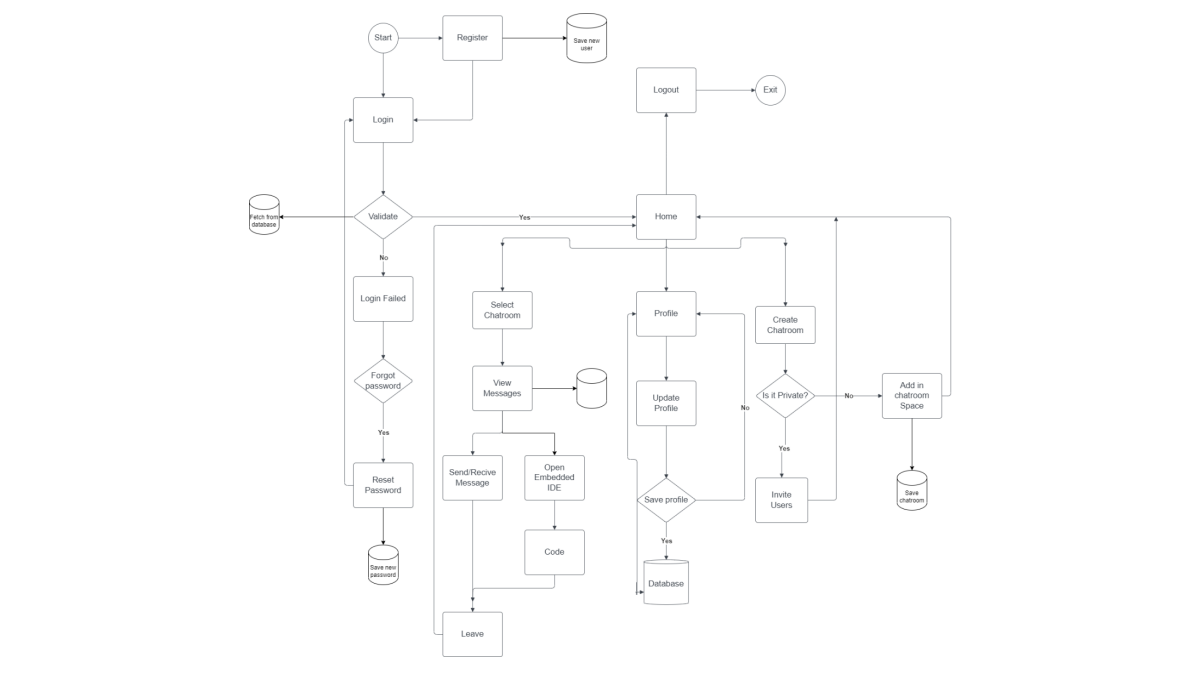 Start
Register
Save new
user
Logout
Exit
Login
Fetch from
database
Validate
Yes
Home
No
Login Failed
Select
Chatroom
Profile
Create
Chatroom
Forgot
password
View
Messages
Update
Profile
Is it Private?
No
Add in
chatroom
Space
No
Yes
Yes
Send/Recive
Message
Open
Embedded
IDE
Reset
Password
Save profile
Invite
Users
Save
chatroom
Yes
Code
Save new
password
Database
Leave